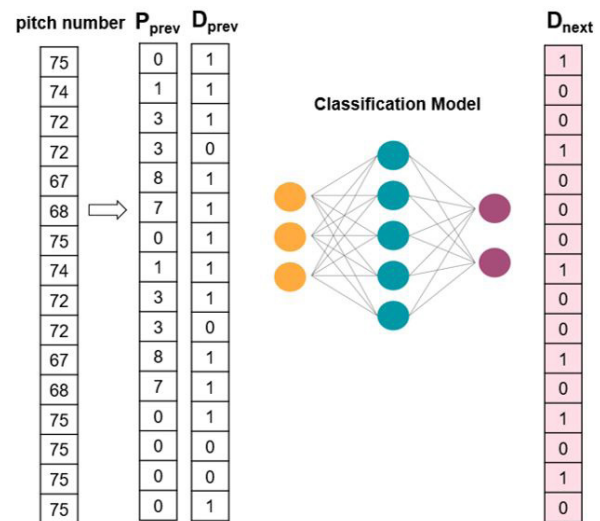 pitch number P_prev D_prev D_next
75 0 1 1
74 1 1 0
72 3 1 0
72 3 0 1
67 8 1 0
68 7 1 0
75 0 1 0
74 1 1 1
72 3 1 0
72 3 0 0
67 8 1 1
68 7 1 0
75 0 1 1
75 0 0 0
75 0 0 1
75 0 1 0
Classification Model